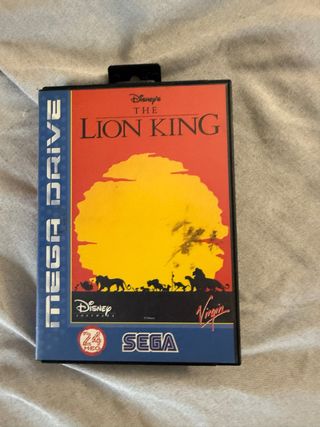 Disney's
THE
LION KING
MEGA DRIVE
Disney
SOFTWARE
Virgin
24
MEG
SEGA